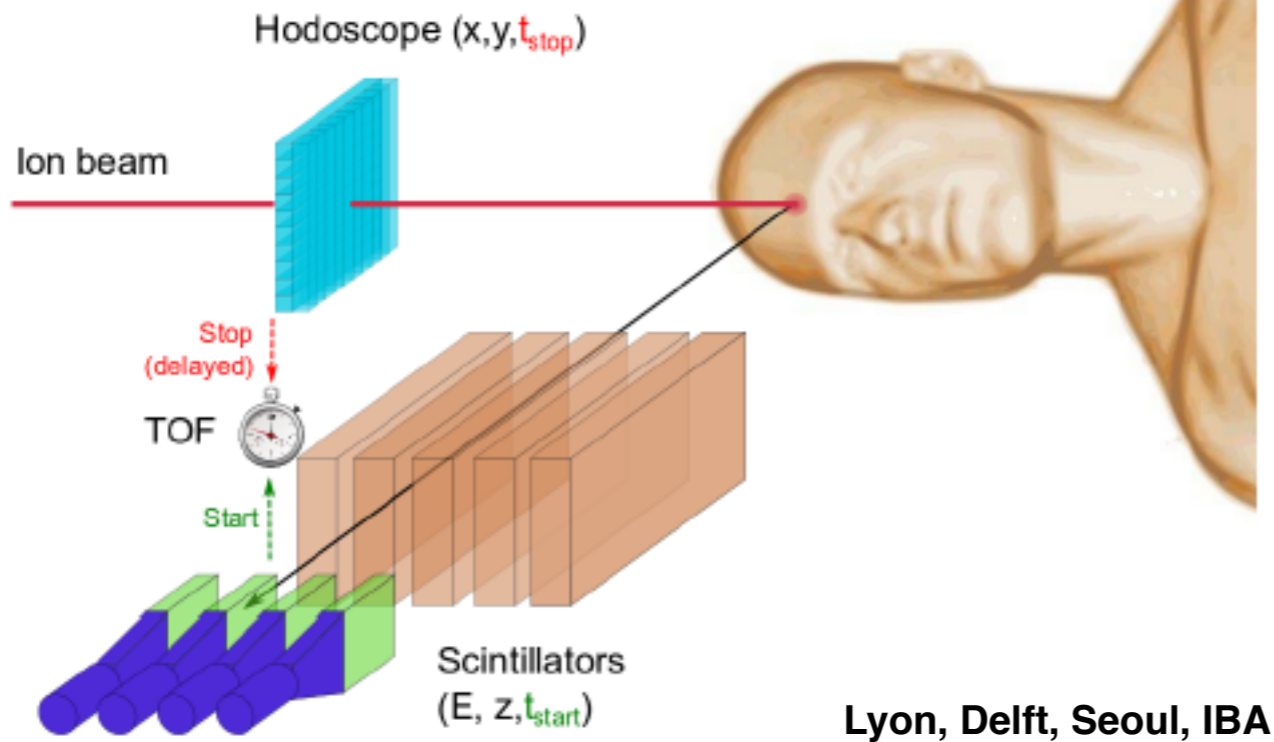 Hodoscope (x,y,tstop)
Ion beam
Stop
(delayed)
TOF
Start
Scintillators
(E, z,tstart)
Lyon, Delft, Seoul, IBA